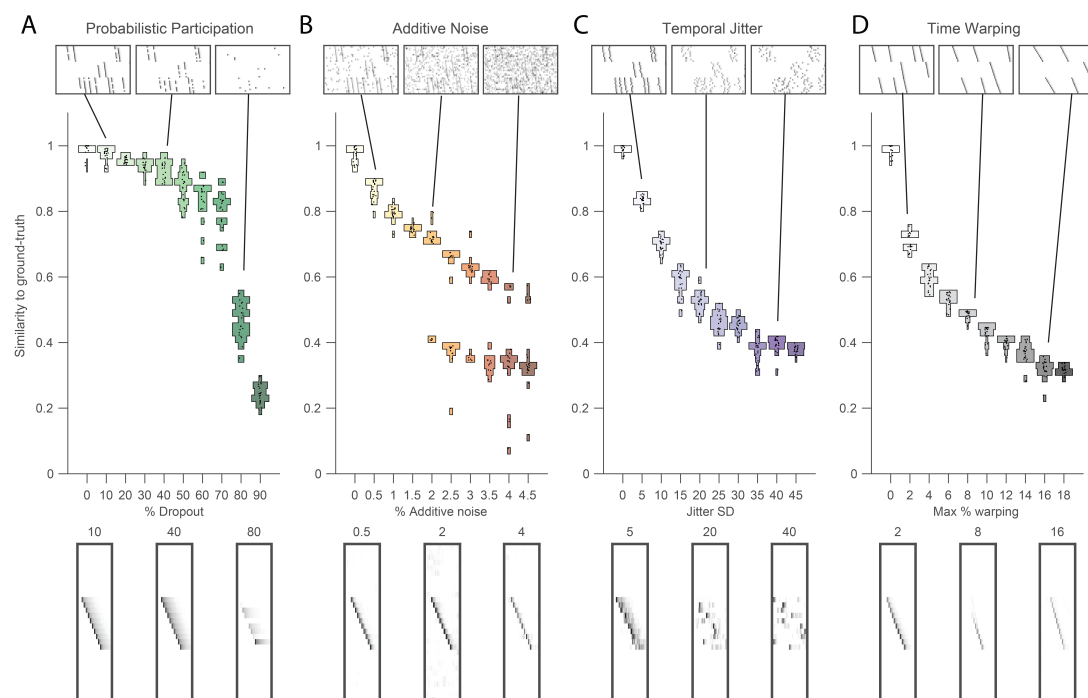 A Probabilistic Participation B Additive Noise C Temporal Jitter D Time Warping
Similarity to ground-truth
1 1 1 1
0.8 0.8 0.8 0.8
0.6 0.6 0.6 0.6
0.4 0.4 0.4 0.4
0.2 0.2 0.2 0.2
0 0 0 0
0 10 20 30 40 50 60 70 80 90 0 0.5 1 1.5 2 2.5 3 3.5 4 4.5 0 5 10 15 20 25 30 35 40 45 0 2 4 6 8 10 12 14 16 18
% Dropout % Additive noise Jitter SD Max % warping
10 40 80 0.5 2 4 5 20 40 2 8 16